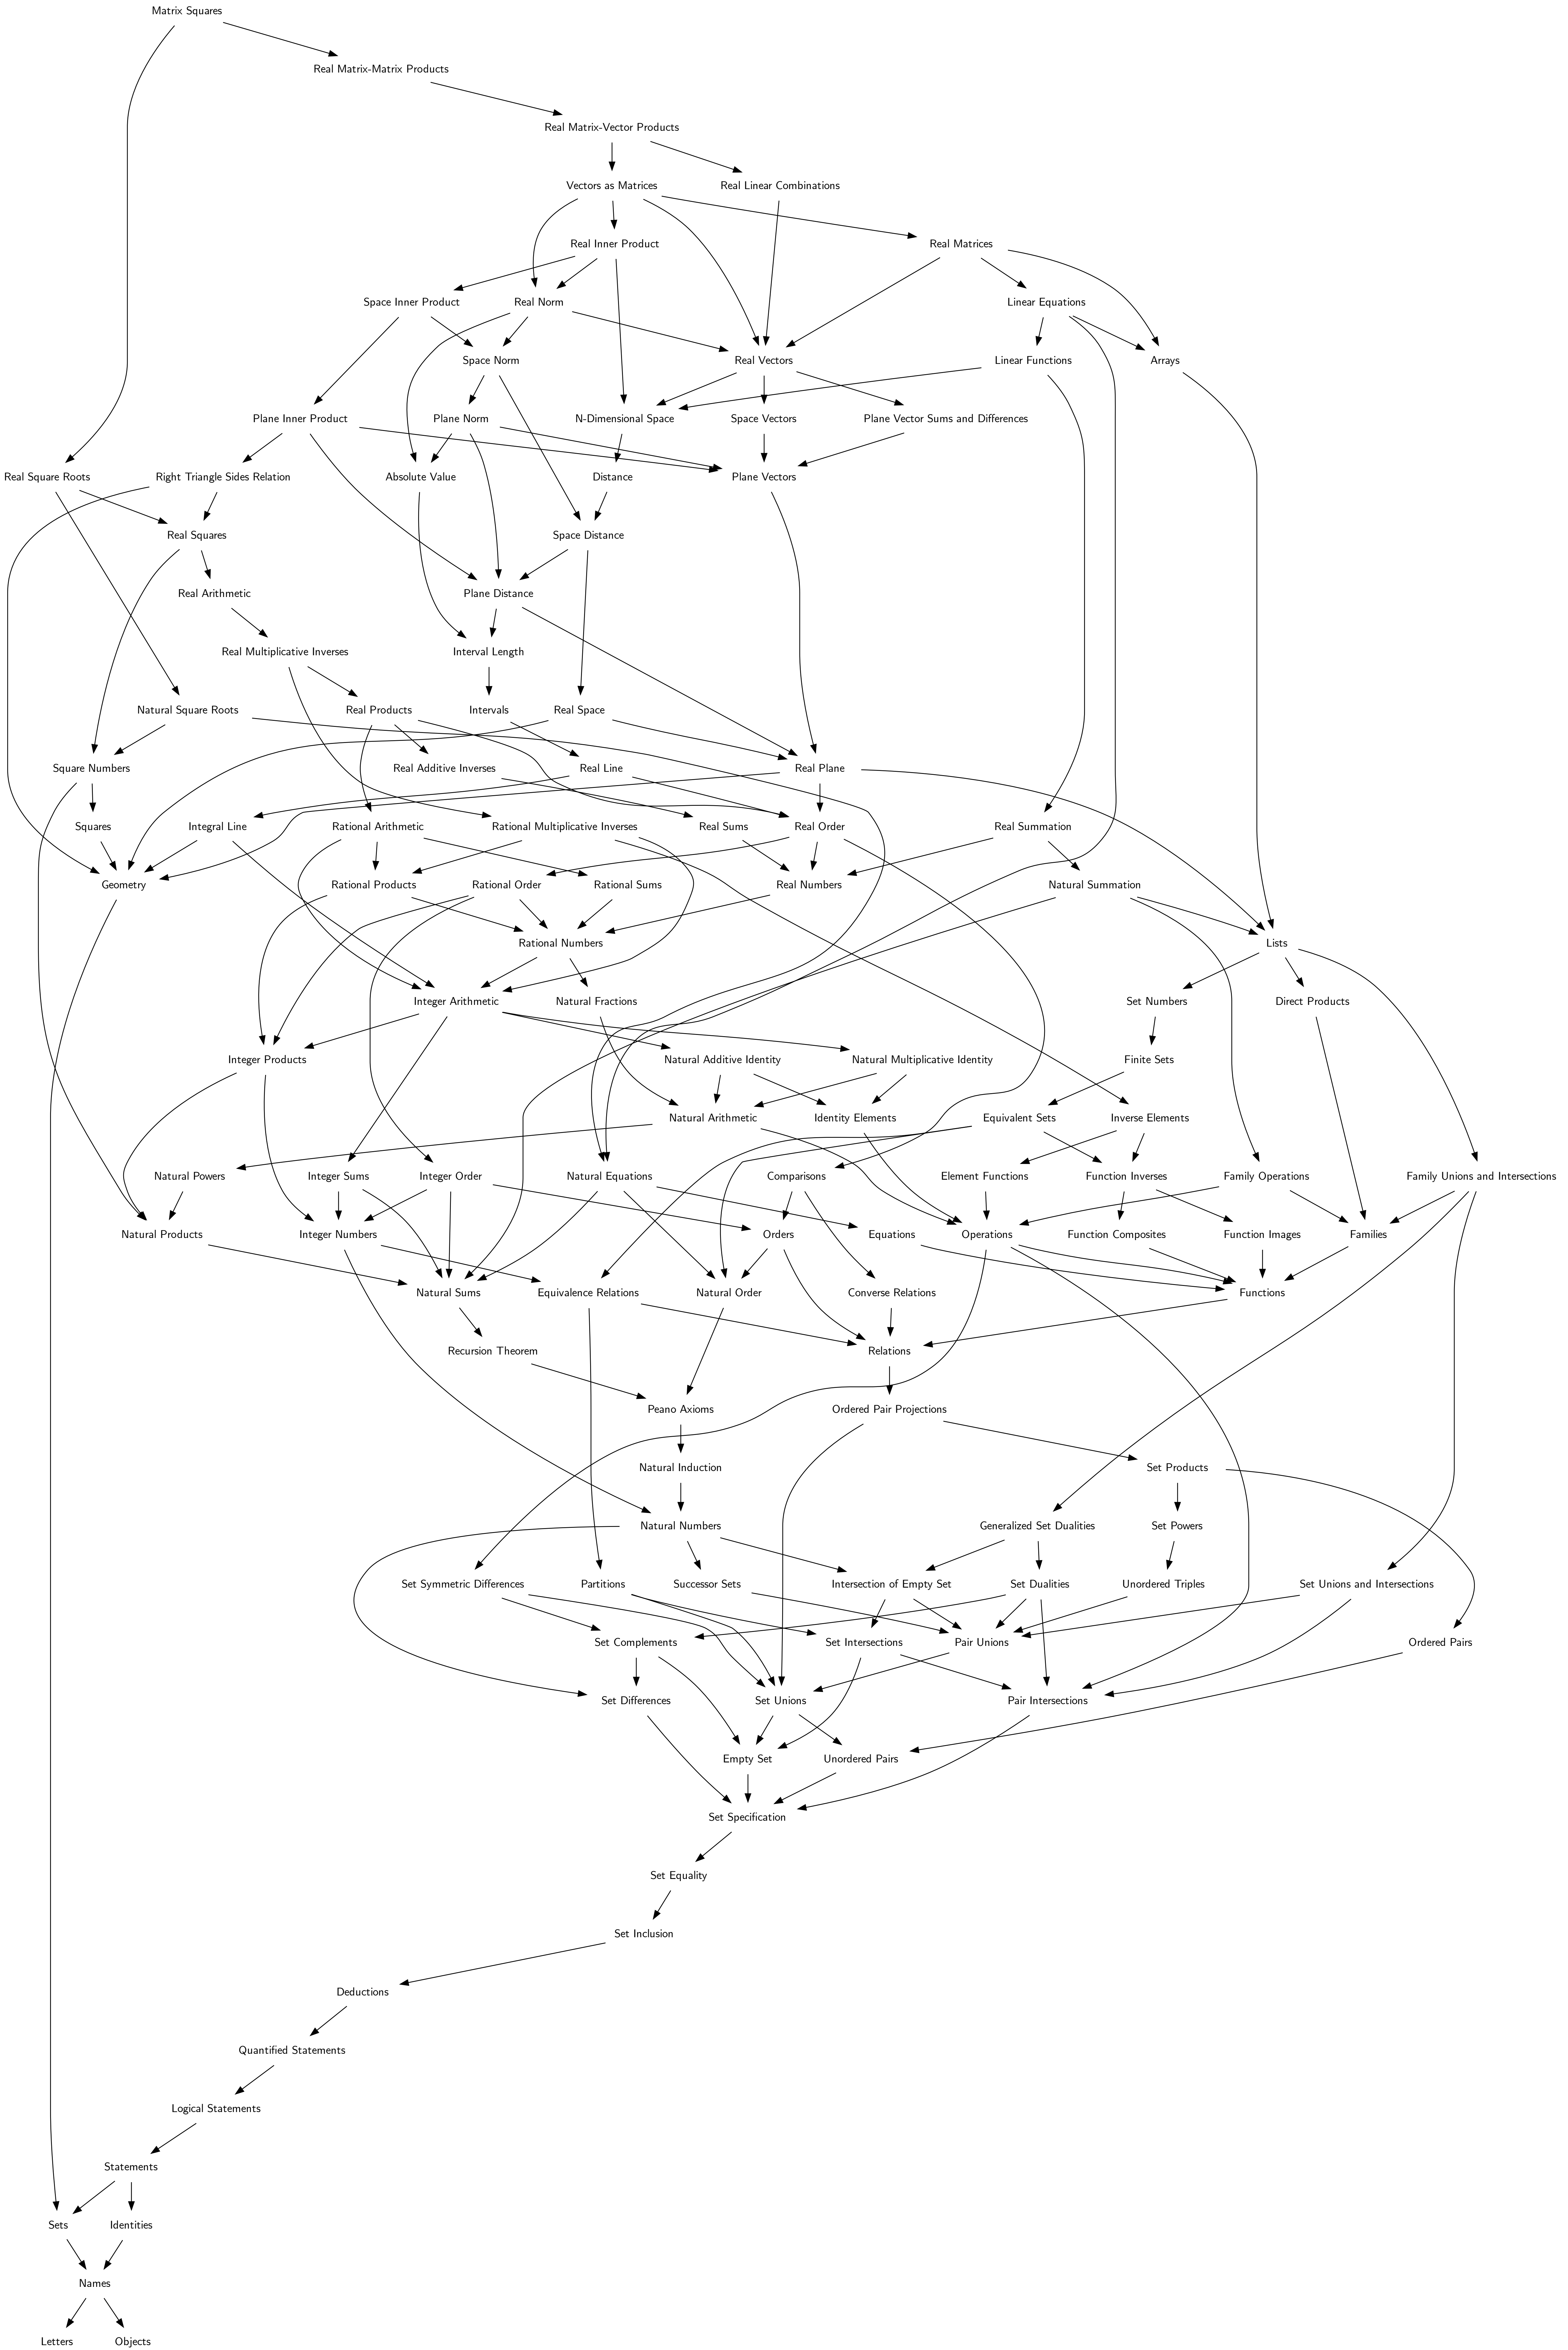 Matrix Squares
Real Matrix-Matrix Products
Real Matrix-Vector Products
Vectors as Matrices
Real Linear Combinations
Real Inner Product
Real Matrices
Space Inner Product
Real Norm
Linear Equations
Space Norm
Real Vectors
Linear Functions
Arrays
Plane Inner Product
Plane Norm
N-Dimensional Space
Space Vectors
Plane Vector Sums and Differences
Real Square Roots
Right Triangle Sides Relation
Absolute Value
Distance
Plane Vectors
Real Squares
Space Distance
Real Arithmetic
Plane Distance
Real Multiplicative Inverses
Interval Length
Natural Square Roots
Real Products
Intervals
Real Space
Square Numbers
Real Additive Inverses
Real Line
Real Plane
Squares
Integral Line
Rational Arithmetic
Rational Multiplicative Inverses
Real Sums
Real Order
Real Summation
Geometry
Rational Products
Rational Order
Rational Sums
Real Numbers
Natural Summation
Rational Numbers
Lists
Integer Arithmetic
Natural Fractions
Set Numbers
Direct Products
Integer Products
Natural Additive Identity
Natural Multiplicative Identity
Finite Sets
Natural Arithmetic
Identity Elements
Equivalent Sets
Inverse Elements
Natural Powers
Integer Sums
Integer Order
Natural Equations
Comparisons
Element Functions
Function Inverses
Family Operations
Family Unions and Intersections
Natural Products
Integer Numbers
Orders
Equations
Operations
Function Composites
Function Images
Families
Natural Sums
Equivalence Relations
Natural Order
Converse Relations
Functions
Recursion Theorem
Relations
Peano Axioms
Ordered Pair Projections
Natural Induction
Set Products
Natural Numbers
Generalized Set Dualities
Set Powers
Set Symmetric Differences
Partitions
Successor Sets
Intersection of Empty Set
Set Dualities
Unordered Triples
Set Unions and Intersections
Set Complements
Set Intersections
Pair Unions
Ordered Pairs
Set Differences
Set Unions
Pair Intersections
Empty Set
Unordered Pairs
Set Specification
Set Equality
Set Inclusion
Deductions
Quantified Statements
Logical Statements
Statements
Sets
Identities
Names
Letters
Objects